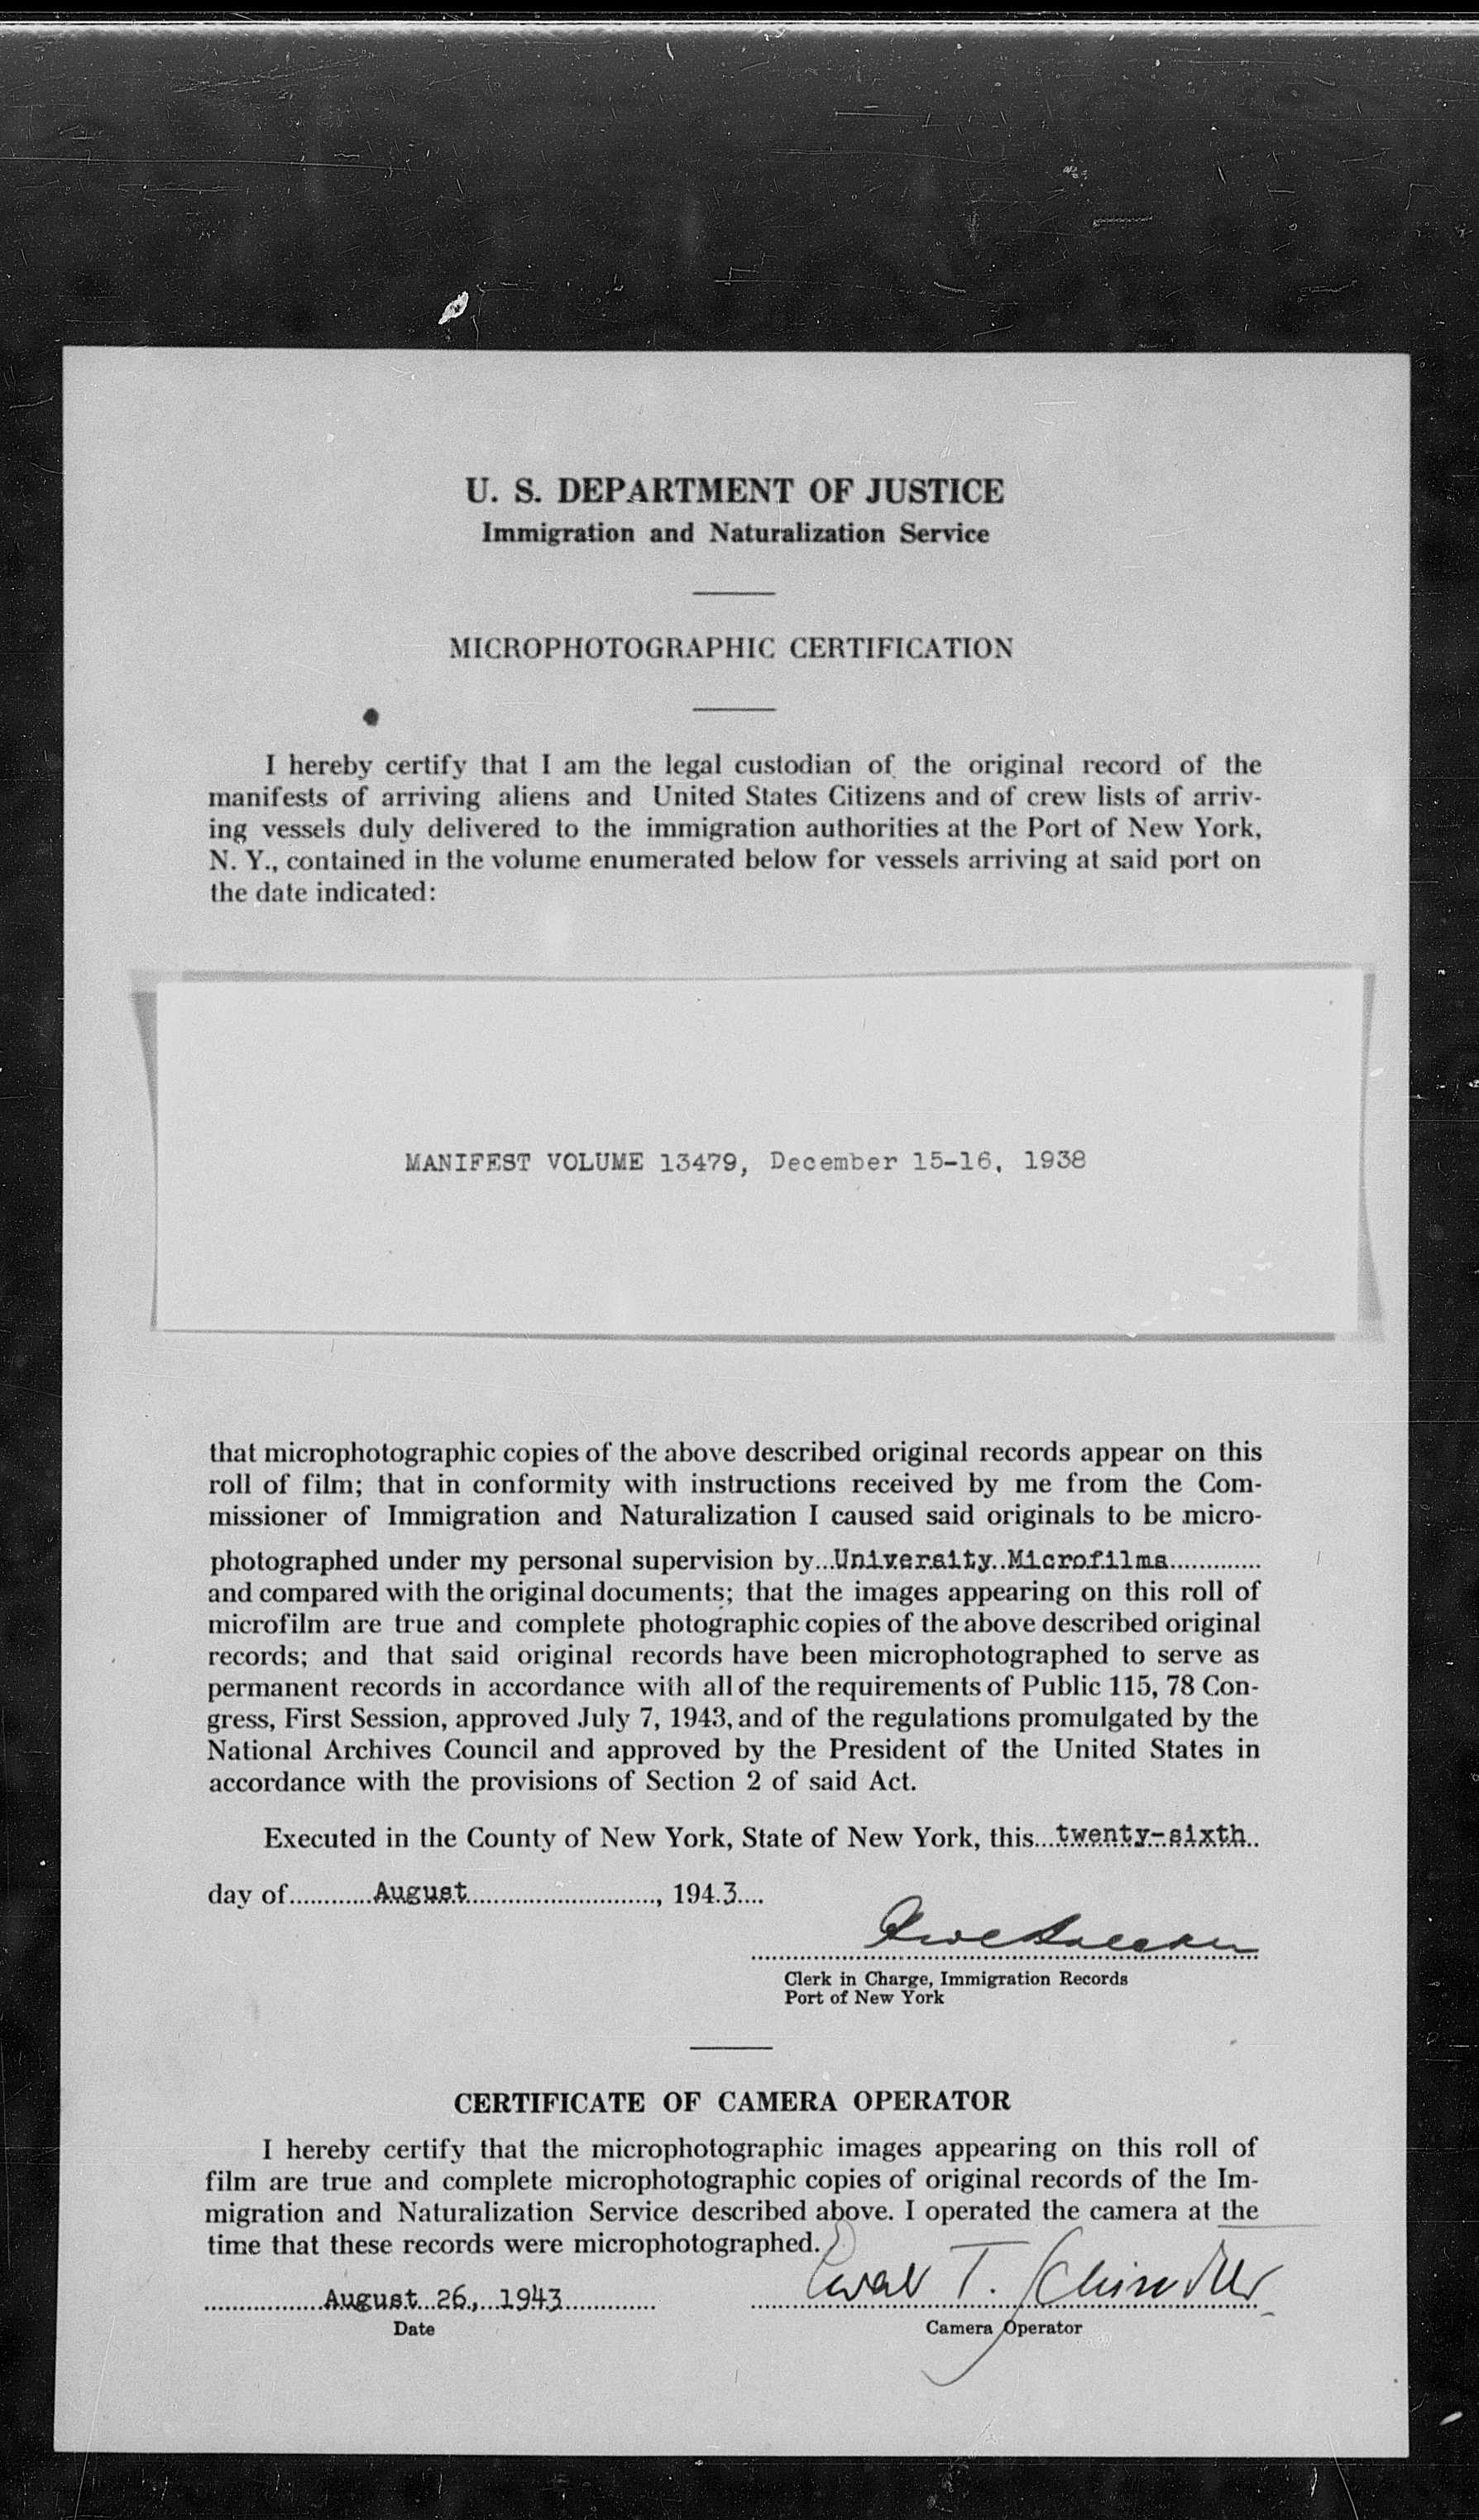 U. S. DEPARTMENT OF JUSTICE
Immigration and Naturalization Service
MICROPHOTOGRAPHIC CERTIFICATION
I hereby certify that I am the legal custodian of the original record of the
manifests of arriving aliens and United States Citizens and of crew lists of arriv-
ing vessels duly delivered to the immigration authorities at the Port of New York,
N. Y., contained in the volume enumerated below for vessels arriving at said port on
the date indicated:
MANIFEST VOLUME 13479, December 15-16, 1938
that microphotographic copies of the above described original records appear on this
roll of film; that in conformity with instructions received by me from the Com-
missioner of Immigration and Naturalization I caused said originals to be micro-
photographed under my personal supervision by...University..Microfilms.............
and compared with the original documents; that the images appearing on this roll of
microfilm are true and complete photographic copies of the above described original
records; and that said original records have been microphotographed to serve as
permanent records in accordance with all of the requirements of Public 115, 78 Con-
gress, First Session, approved July 7, 1943, and of the regulations promulgated by the
National Archives Council and approved by the President of the United States in
accordance with the provisions of Section 2 of said Act.
Executed in the County of New York, State of New York, this...twenty-sixth..
day of............August..........................., 194.3....
Clerk in Charge, Immigration Records
Port of New York
CERTIFICATE OF CAMERA OPERATOR
I hereby certify that the microphotographic images appearing on this roll of
film are true and complete microphotographic copies of original records of the Im-
migration and Naturalization Service described above. I operated the camera at the
time that these records were microphotographed.
T.
.................August...26,...1943.............
Date
Camera Operator